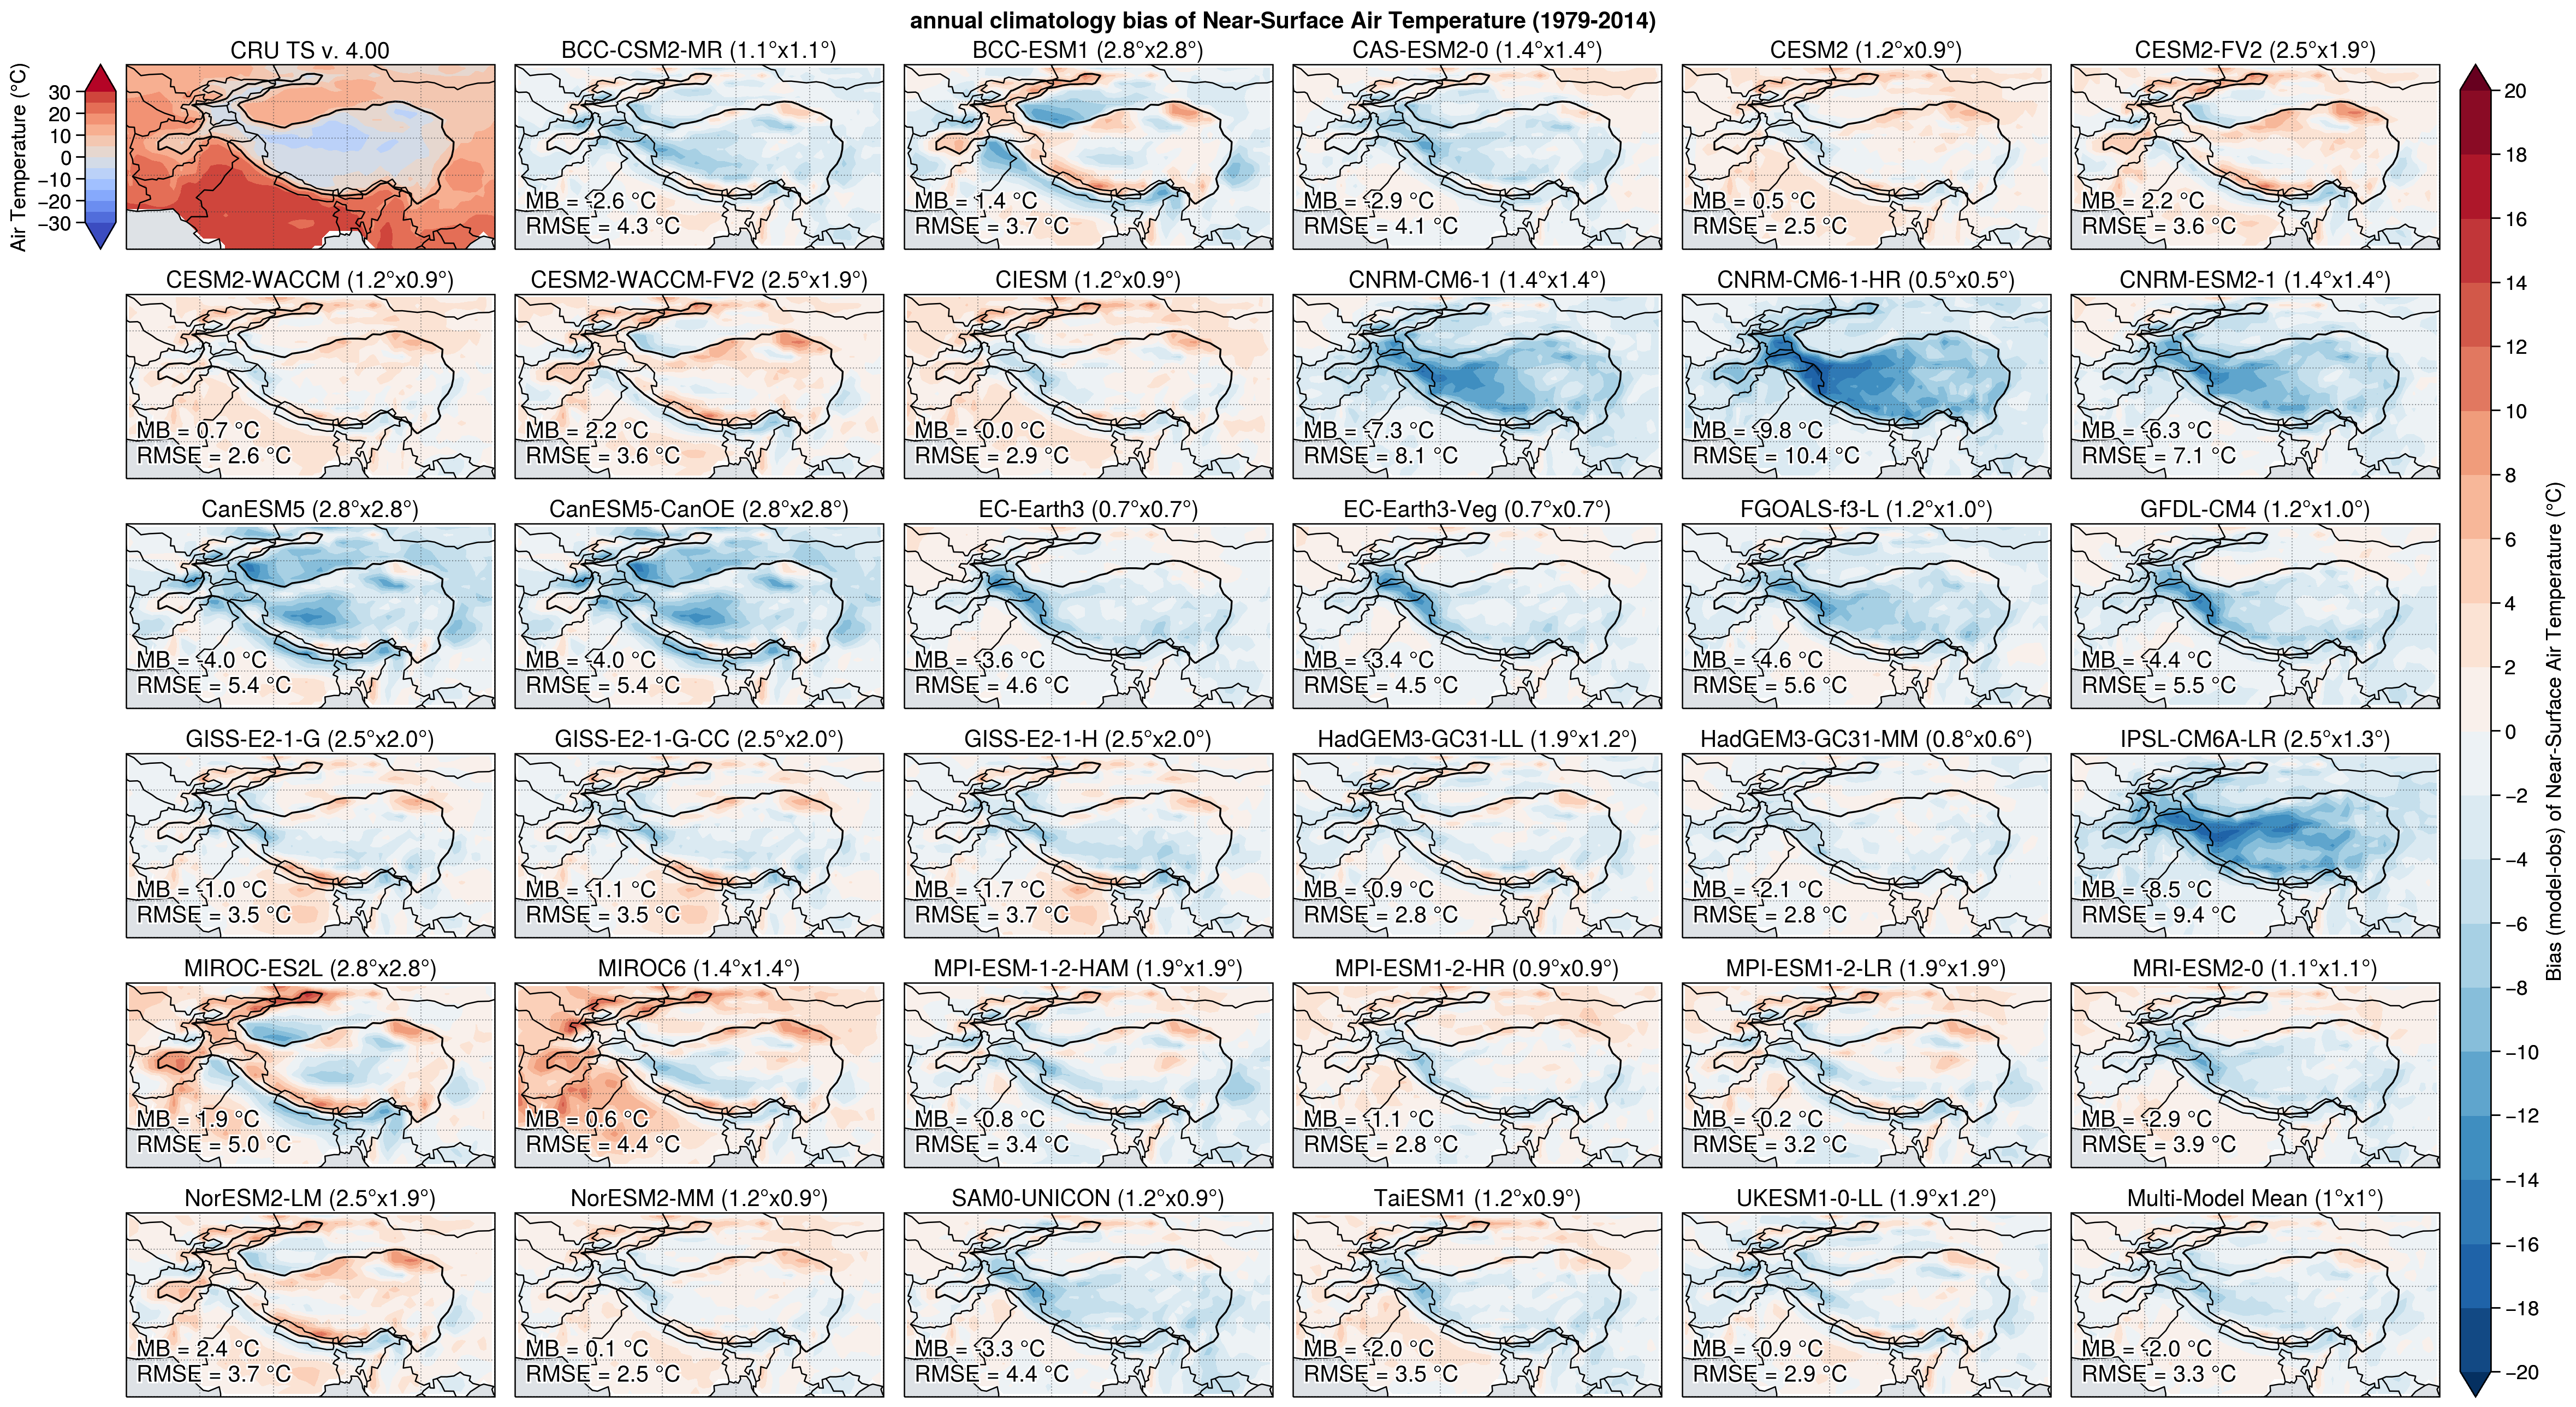 annual climatology bias of Near-Surface Air Temperature (1979-2014)
CRU TS v. 4.00
Air Temperature (°C)
30
20
10
0
−10
−20
−30
BCC-CSM2-MR (1.1°x1.1°)
MB = -2.6 °C
RMSE = 4.3 °C
BCC-ESM1 (2.8°x2.8°)
MB = 1.4 °C
RMSE = 3.7 °C
CAS-ESM2-0 (1.4°x1.4°)
MB = -2.9 °C
RMSE = 4.1 °C
CESM2 (1.2°x0.9°)
MB = 0.5 °C
RMSE = 2.5 °C
CESM2-FV2 (2.5°x1.9°)
MB = 2.2 °C
RMSE = 3.6 °C
CESM2-WACCM (1.2°x0.9°)
MB = 0.7 °C
RMSE = 2.6 °C
CESM2-WACCM-FV2 (2.5°x1.9°)
MB = 2.2 °C
RMSE = 3.6 °C
CIESM (1.2°x0.9°)
MB = -0.0 °C
RMSE = 2.9 °C
CNRM-CM6-1 (1.4°x1.4°)
MB = -7.3 °C
RMSE = 8.1 °C
CNRM-CM6-1-HR (0.5°x0.5°)
MB = -9.8 °C
RMSE = 10.4 °C
CNRM-ESM2-1 (1.4°x1.4°)
MB = -6.3 °C
RMSE = 7.1 °C
CanESM5 (2.8°x2.8°)
MB = -4.0 °C
RMSE = 5.4 °C
CanESM5-CanOE (2.8°x2.8°)
MB = -4.0 °C
RMSE = 5.4 °C
EC-Earth3 (0.7°x0.7°)
MB = -3.6 °C
RMSE = 4.6 °C
EC-Earth3-Veg (0.7°x0.7°)
MB = -3.4 °C
RMSE = 4.5 °C
FGOALS-f3-L (1.2°x1.0°)
MB = -4.6 °C
RMSE = 5.6 °C
GFDL-CM4 (1.2°x1.0°)
MB = -4.4 °C
RMSE = 5.5 °C
GISS-E2-1-G (2.5°x2.0°)
MB = -1.0 °C
RMSE = 3.5 °C
GISS-E2-1-G-CC (2.5°x2.0°)
MB = -1.1 °C
RMSE = 3.5 °C
GISS-E2-1-H (2.5°x2.0°)
MB = -1.7 °C
RMSE = 3.7 °C
HadGEM3-GC31-LL (1.9°x1.2°)
MB = -0.9 °C
RMSE = 2.8 °C
HadGEM3-GC31-MM (0.8°x0.6°)
MB = -2.1 °C
RMSE = 2.8 °C
IPSL-CM6A-LR (2.5°x1.3°)
MB = -8.5 °C
RMSE = 9.4 °C
MIROC-ES2L (2.8°x2.8°)
MB = 1.9 °C
RMSE = 5.0 °C
MIROC6 (1.4°x1.4°)
MB = 0.6 °C
RMSE = 4.4 °C
MPI-ESM-1-2-HAM (1.9°x1.9°)
MB = -0.8 °C
RMSE = 3.4 °C
MPI-ESM1-2-HR (0.9°x0.9°)
MB = -1.1 °C
RMSE = 2.8 °C
MPI-ESM1-2-LR (1.9°x1.9°)
MB = -0.2 °C
RMSE = 3.2 °C
MRI-ESM2-0 (1.1°x1.1°)
MB = -2.9 °C
RMSE = 3.9 °C
NorESM2-LM (2.5°x1.9°)
MB = 2.4 °C
RMSE = 3.7 °C
NorESM2-MM (1.2°x0.9°)
MB = 0.1 °C
RMSE = 2.5 °C
SAM0-UNICON (1.2°x0.9°)
MB = -3.3 °C
RMSE = 4.4 °C
TaiESM1 (1.2°x0.9°)
MB = -2.0 °C
RMSE = 3.5 °C
UKESM1-0-LL (1.9°x1.2°)
MB = -0.9 °C
RMSE = 2.9 °C
Multi-Model Mean (1°x1°)
MB = -2.0 °C
RMSE = 3.3 °C
20
18
16
14
12
10
8
6
4
2
0
−2
−4
−6
−8
−10
−12
−14
−16
−18
−20
Bias (model-obs) of Near-Surface Air Temperature (°C)